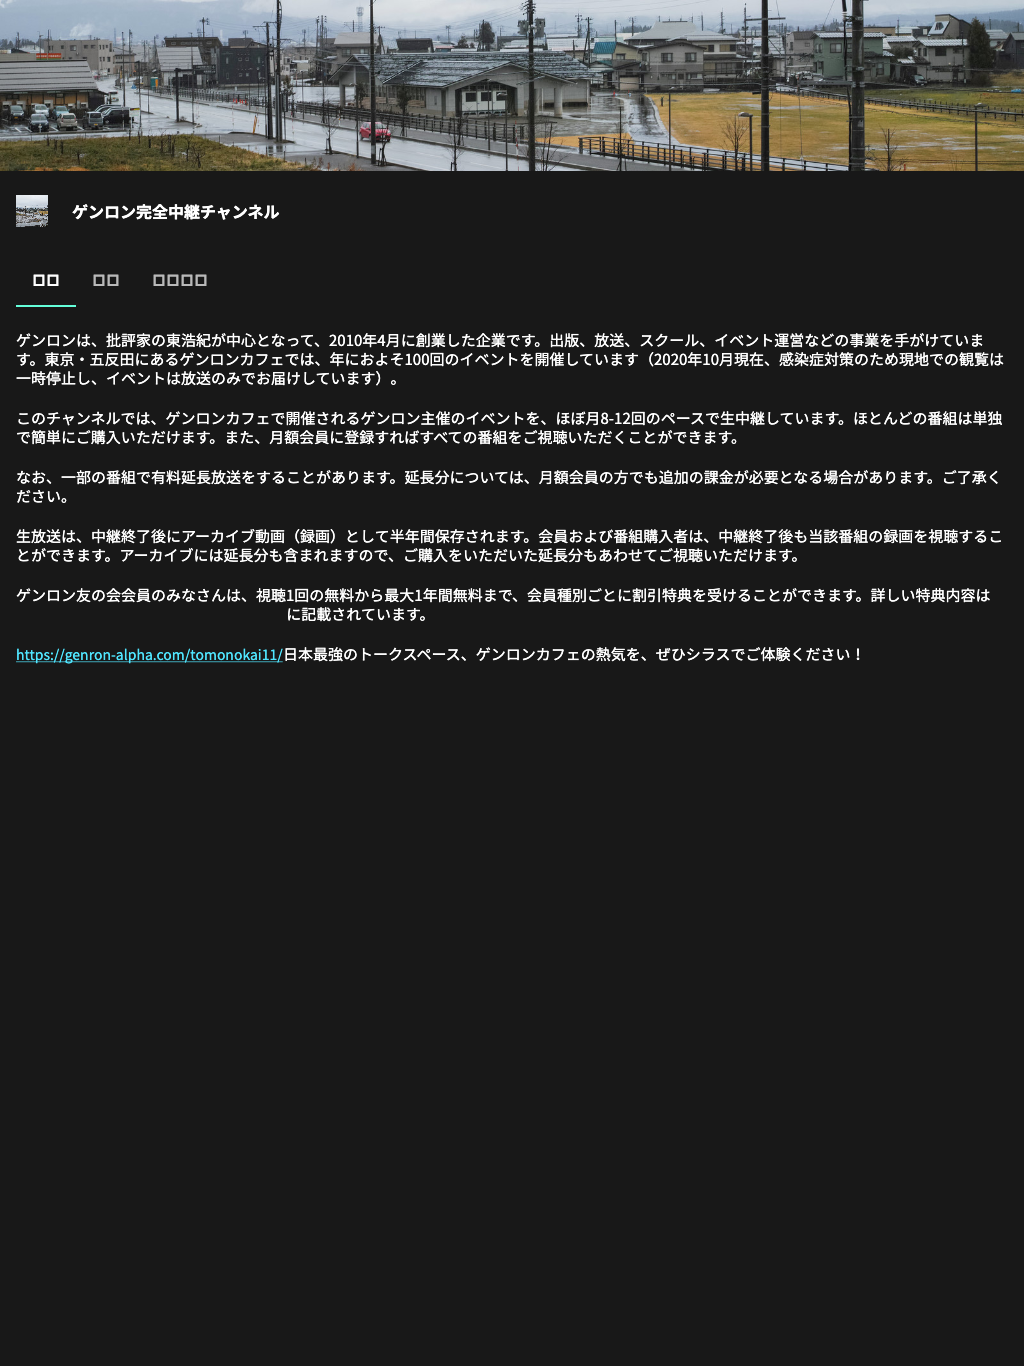 ゲンロン完全中継チャンネル
ゲンロンは、批評家の東浩紀が中心となって、2010年4月に創業した企業です。出版、放送、スクール、イベント運営などの事業を手がけていま
す。東京・五反田にあるゲンロンカフェでは、年におよそ100回のイベントを開催しています（2020年10月現在、感染症対策のため現地での観覧は
一時停止し、イベントは放送のみでお届けしています）。
このチャンネルでは、ゲンロンカフェで開催されるゲンロン主催のイベントを、ほぼ月8-12回のペースで生中継しています。ほとんどの番組は単独
で簡単にご購入いただけます。また、月額会員に登録すればすべての番組をご視聴いただくことができます。
なお、一部の番組で有料延長放送をすることがあります。延長分については、月額会員の方でも追加の課金が必要となる場合があります。ご了承く
ださい。
生放送は、中継終了後にアーカイブ動画（録画）として半年間保存されます。会員および番組購入者は、中継終了後も当該番組の録画を視聴するこ
とができます。アーカイブには延長分も含まれますので、ご購入をいただいた延長分もあわせてご視聴いただけます。
ゲンロン友の会会員のみなさんは、視聴1回の無料から最大1年間無料まで、会員種別ごとに割引特典を受けることができます。詳しい特典内容は
に記載されています。
https://genron-alpha.com/tomonokai11/日本最強のトークスペース、ゲンロンカフェの熱気を、ぜひシラスでご体験ください！